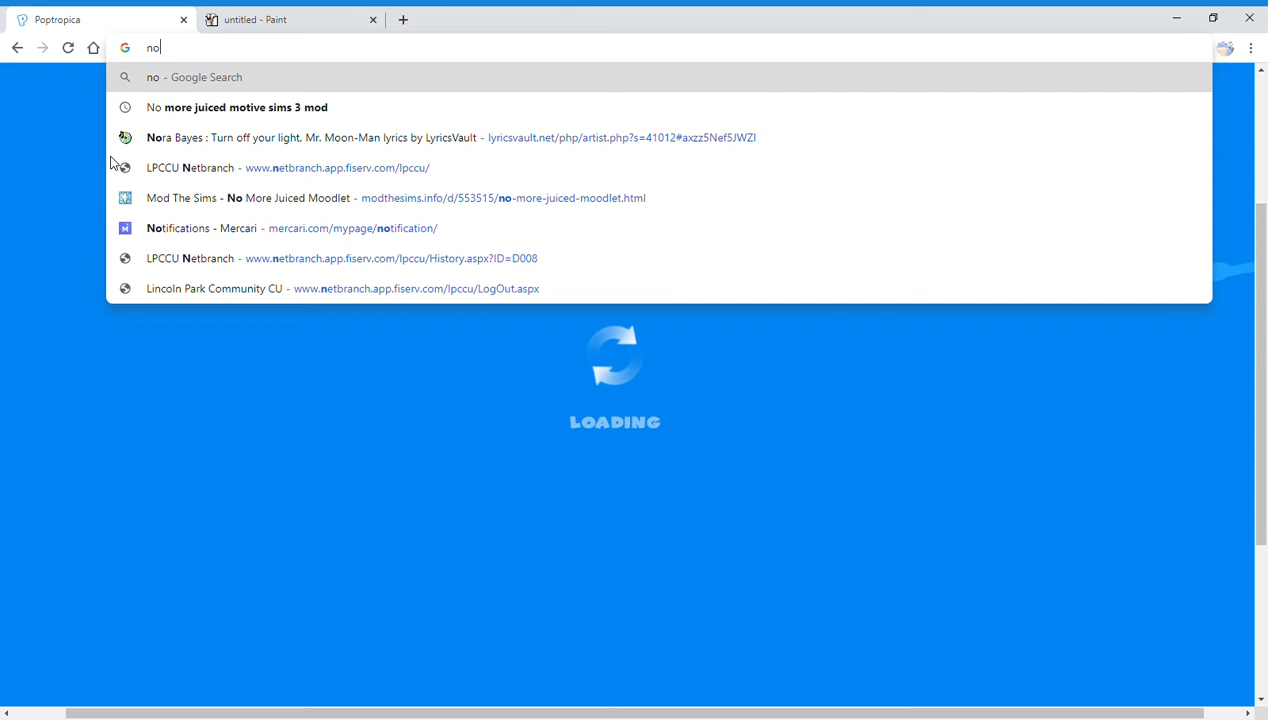 Poptropica
untitled - Paint
no
no - Google Search
No more juiced motive sims 3 mod
Nora Bayes : Turn off your light, Mr. Moon-Man lyrics by LyricsVault - lyricsvault.net/php/artist.php?s=41012#axzz5Nef5JWZI
LPCCU Netbranch - www.netbranch.app.fiserv.com/lpccu/
Mod The Sims - No More Juiced Moodlet - modthesims.info/d/553515/no-more-juiced-moodlet.html
M Notifications - Mercari - mercari.com/mypage/notification/
LPCCU Netbranch - www.netbranch.app.fiserv.com/lpccu/History.aspx?ID=D008
Lincoln Park Community CU - www.netbranch.app.fiserv.com/lpccu/LogOut.aspx
LOADING